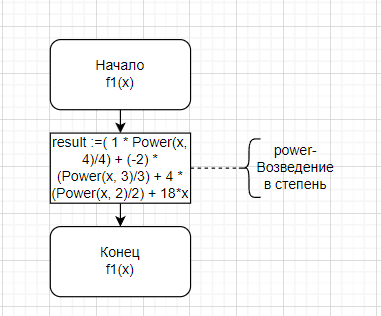 Начало
f1(x)
result :=( 1 * Power(x,
4)/4) + (-2) *
(Power(x, 3)/3) + 4 *
(Power(x, 2)/2) + 18*x
power-
Возведение
в степень
Конец
f1(x)